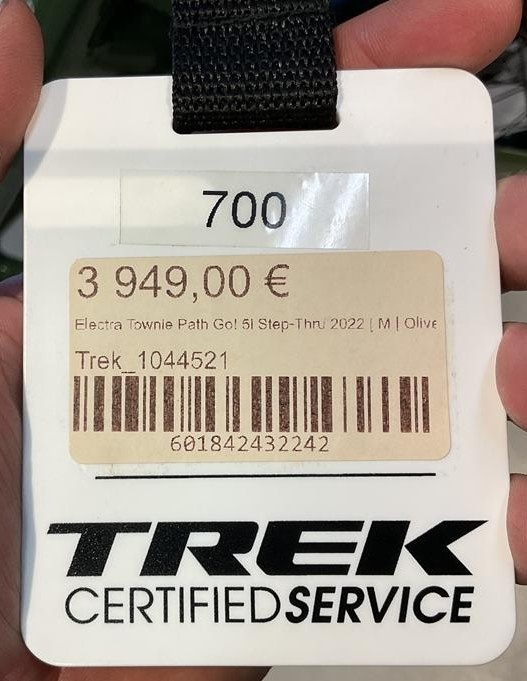 700
3 949,00 €
Electra Townie Path Go! 5i Step-Thru 2022 [ M | Olive
Trek_1044521
601842432242
TREK
CERTIFIEDSERVICE